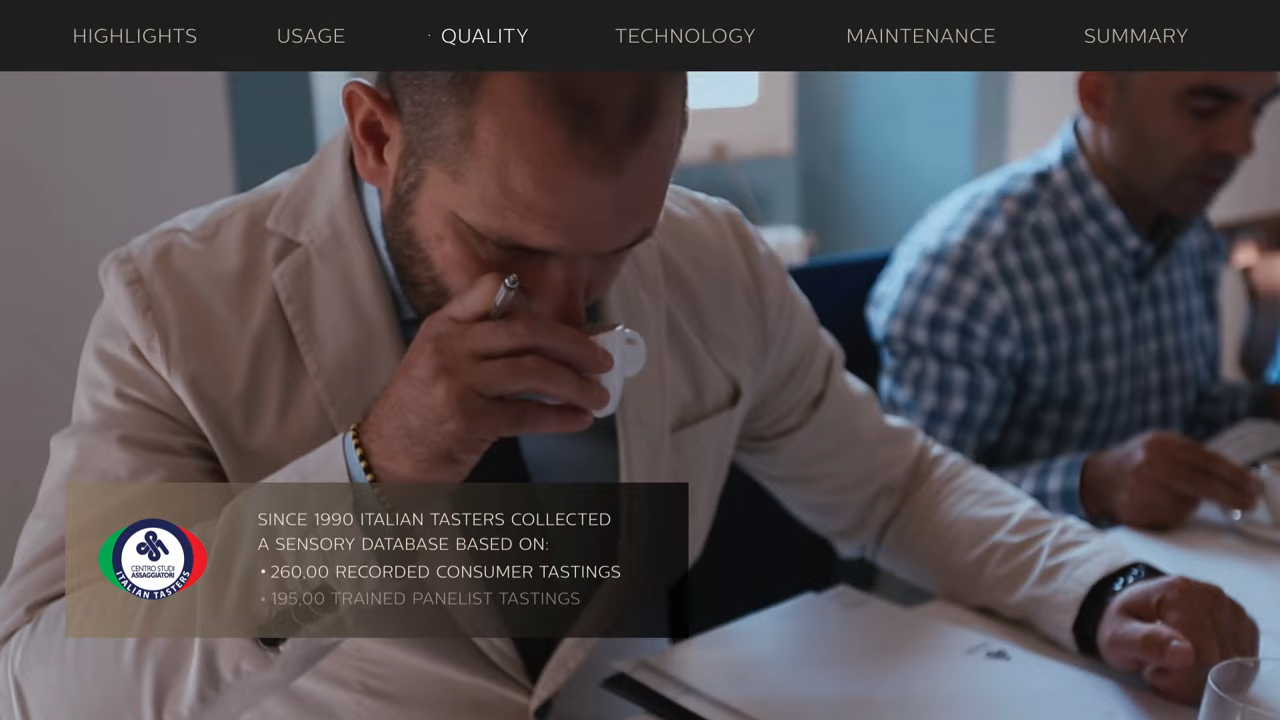 HIGHLIGHTS
USAGE
QUALITY
TECHNOLOGY
MAINTENANCE
SUMMARY
SINCE 1990 ITALIAN TASTERS COLLECTED
A SENSORY DATABASE BASED ON:
• 260,00 RECORDED CONSUMER TASTINGS
• 195,00 TRAINED PANELIST TASTINGS
CENTRO STUDI
ASSAGGIATORI
ITALIAN TASTERS